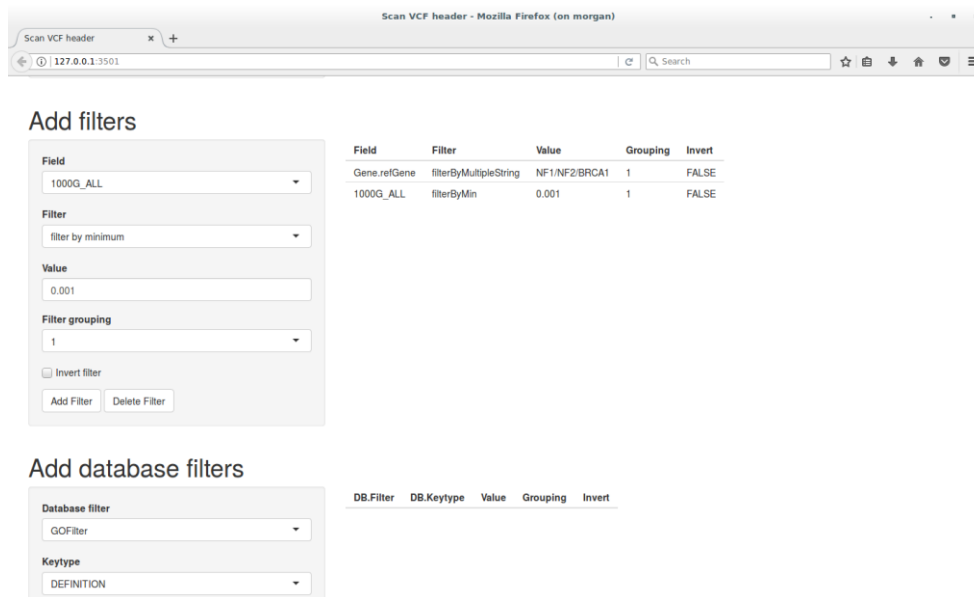 Scan VCF header - Mozilla Firefox (on morgan)
Scan VCF header × +
127.0.0.1:3501
Search
Add filters
Field
1000G_ALL
Filter
filter by minimum
Value
0.001
Filter grouping
1
Invert filter
Add Filter Delete Filter
Field Filter Value Grouping Invert
Gene.refGene filterByMultipleString NF1/NF2/BRCA1 1 FALSE
1000G_ALL filterByMin 0.001 1 FALSE
Add database filters
Database filter
GOFilter
Keytype
DEFINITION
DB.Filter DB.Keytype Value Grouping Invert